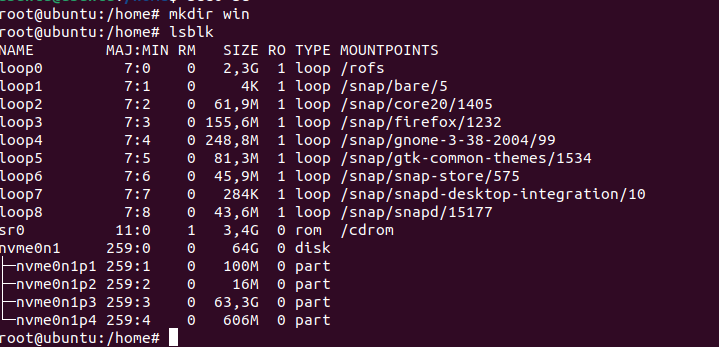 root@ubuntu:/home# mkdir win
root@ubuntu:/home# lsblk
NAME        MAJ:MIN RM   SIZE RO TYPE MOUNTPOINTS
loop0         7:0    0   2,3G  1 loop /rofs
loop1         7:1    0     4K  1 loop /snap/bare/5
loop2         7:2    0  61,9M  1 loop /snap/core20/1405
loop3         7:3    0 155,6M  1 loop /snap/firefox/1232
loop4         7:4    0 248,8M  1 loop /snap/gnome-3-38-2004/99
loop5         7:5    0  81,3M  1 loop /snap/gtk-common-themes/1534
loop6         7:6    0  45,9M  1 loop /snap/snap-store/575
loop7         7:7    0   284K  1 loop /snap/snapd-desktop-integration/10
loop8         7:8    0  43,6M  1 loop /snap/snapd/15177
sr0          11:0    1   3,4G  0 rom  /cdrom
nvme0n1     259:0    0    64G  0 disk
├─nvme0n1p1 259:1    0   100M  0 part
├─nvme0n1p2 259:2    0    16M  0 part
├─nvme0n1p3 259:3    0  63,3G  0 part
└─nvme0n1p4 259:4    0   606M  0 part
root@ubuntu:/home#